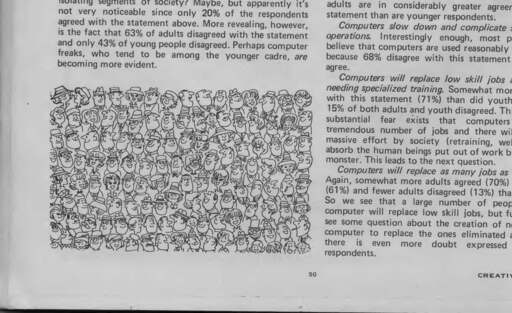 isolating segments of society? Maybe, but apparently it's
not very noticeable since only 20% of the respondents
agreed with the statement above. More revealing, however,
is the fact that 63% of adults disagreed with the statement
and only 43% of young people disagreed. Perhaps computer
freaks, who tend to be among the younger cadre, are
becoming more evident.
50
adults are in considerably greater
statement than are younger respondents.
Computers slow down and complicate
operations. Interestingly enough, most
believe that computers are used reasonably
because 68% disagree with this statement
agree.
Computers will replace low skill jobs
needing specialized training. Somewhat
with this statement (71%) than did
15% of both adults and youth disagreed.
substantial fear exists that computers
tremendous number of jobs and there
massive effort by society (retraining,
absorb the human beings put out of work
monster. This leads to the next question.
Computers will replace as many jobs as
Again, somewhat more adults agreed (70%)
(61%) and fewer adults disagreed (13%)
So we see that a large number of
computer will replace low skill jobs, but
see some question about the creation of
computer to replace the ones eliminated
there is even more doubt expressed
respondents.